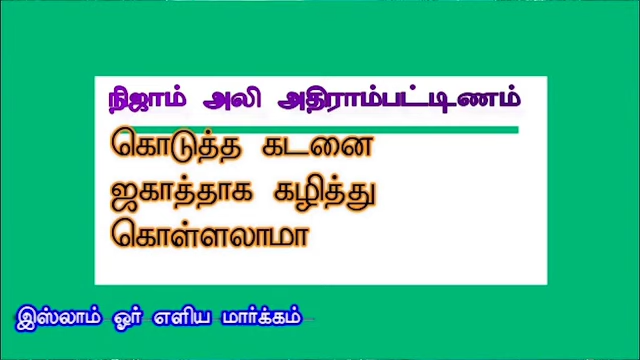 நிஜாம் அலி அதிராம்பட்டிணம்
கொடுத்த கடனை
ஜகாத்தாக கழித்து
கொள்ளலாமா
இஸ்லாம் ஓர் எளிய மார்க்கம்